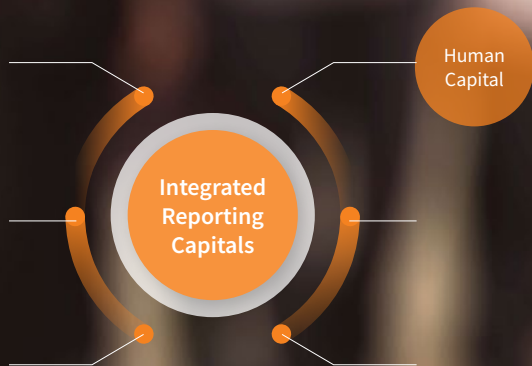 Human
Capital
Integrated
Reporting
Capitals